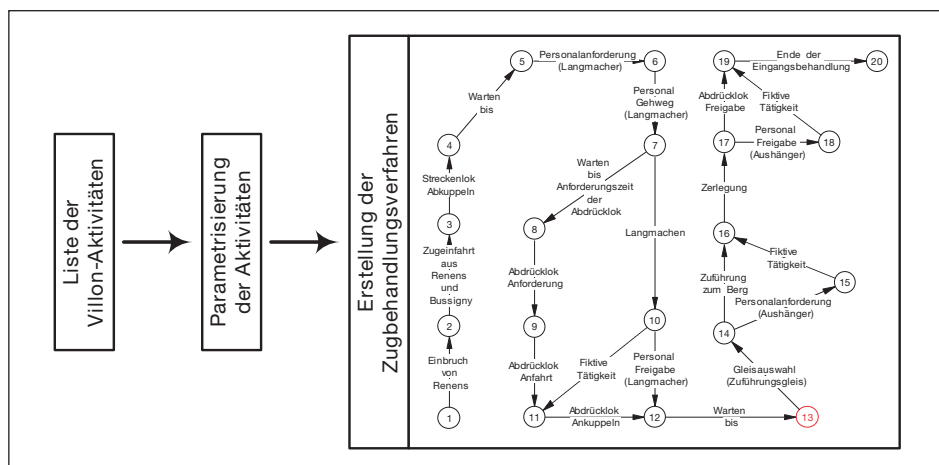 Liste der
Villon-Aktivitäten
Parametrisierung
der Aktivitäten
Erstellung der
Zugbehandlungsverfahren
1
Einbruch
von
Renens
2
Zugeinfahrt
aus
Renens
und
Bussigny
3
Streckenlok
Abkuppeln
4
Warten
bis
5
Personalanforderung
(Langmacher)
6
Personal
Gehweg
(Langmacher)
7
Warten
bis
Anforderungszeit
der
Abdrücklok
8
Abdrücklok
Anforderung
9
Abdrücklok
Anfahrt
Langmachen
10
Fiktive
Tätigkeit
Personal
Freigabe
(Langmacher)
11
Abdrücklok
Ankuppeln
12
Warten
bis
13
Gleisauswahl
(Zuführungsgleis)
14
Zuführung
zum Berg
Personalanforderung
(Aushänger)
15
Fiktive
Tätigkeit
16
Zerlegung
17
Abdrücklok
Freigabe
Personal
Freigabe
(Aushänger)
18
Fiktive
Tätigkeit
19
Ende der
Eingangsbehandlung
20